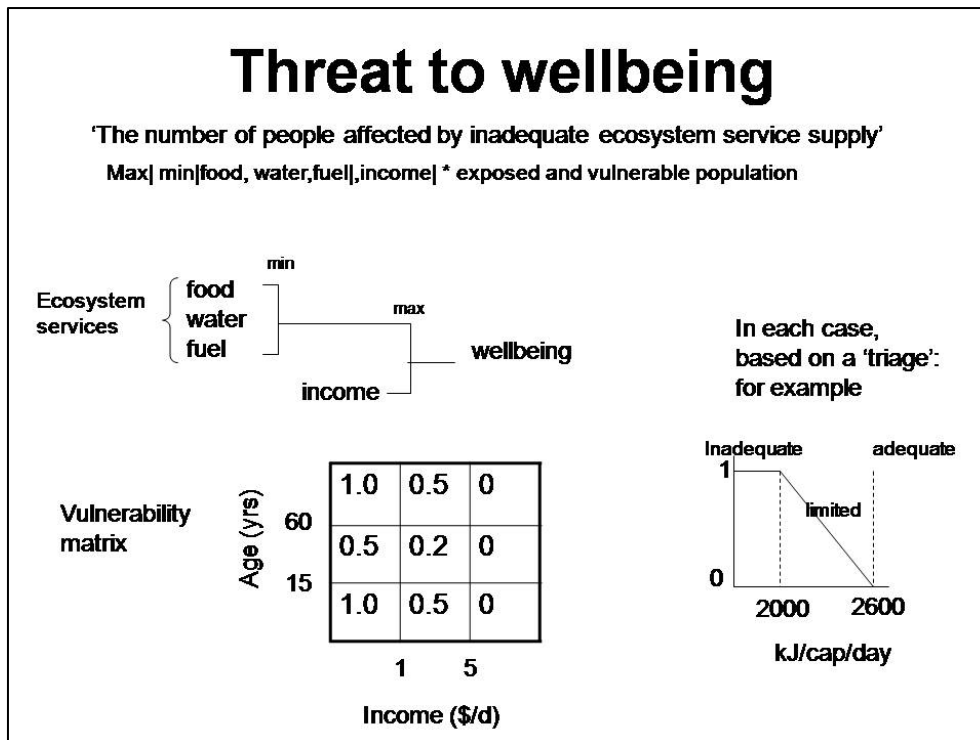 Threat to wellbeing
‘The number of people affected by inadequate ecosystem service supply’
Max| min|food, water,fuel|,income| * exposed and vulnerable population
min
Ecosystem
services
food
water
fuel
max
income
wellbeing
In each case,
based on a ‘triage’:
for example
Vulnerability
matrix
Age (yrs)
60
15
1.0 0.5 0
0.5 0.2 0
1.0 0.5 0
1 5
Income ($/d)
Inadequate adequate
1
limited
0
2000 2600
kJ/cap/day